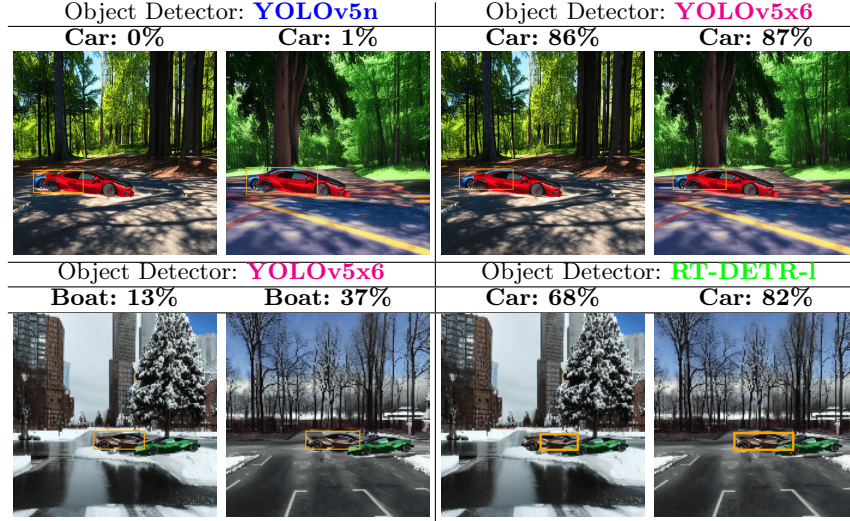 Object Detector: YOLOv5n Object Detector: YOLOv5x6
Car: 0% Car: 1% Car: 86% Car: 87%
Object Detector: YOLOv5x6 Object Detector: RT-DETR-l
Boat: 13% Boat: 37% Car: 68% Car: 82%